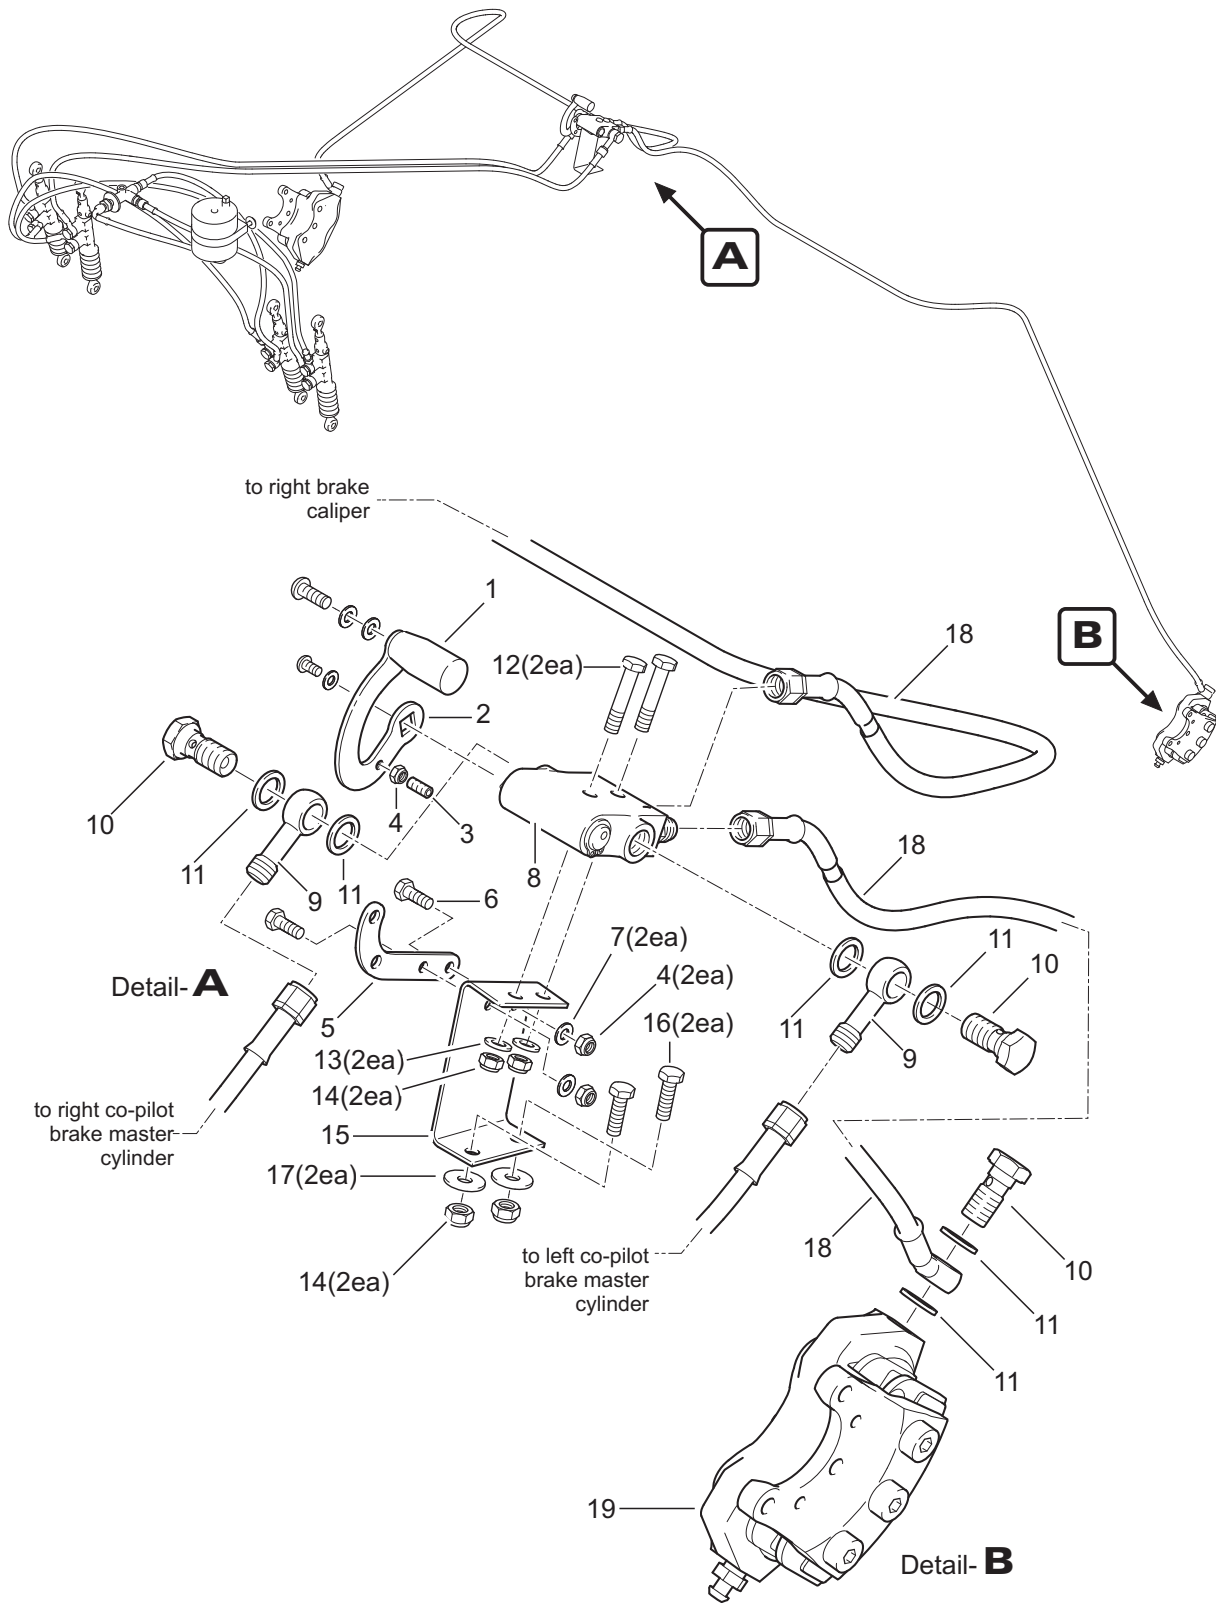 A
B
to right brake
caliper
1
18
12(2ea)
2
10
4
3
11
8
18
9
11
6
7(2ea)
11
10
Detail- A
4(2ea)
5
11
16(2ea)
13(2ea)
9
14(2ea)
to right co-pilot
brake master
cylinder
15
17(2ea)
18
to left co-pilot
brake master
cylinder
10
14(2ea)
11
11
19
Detail- B